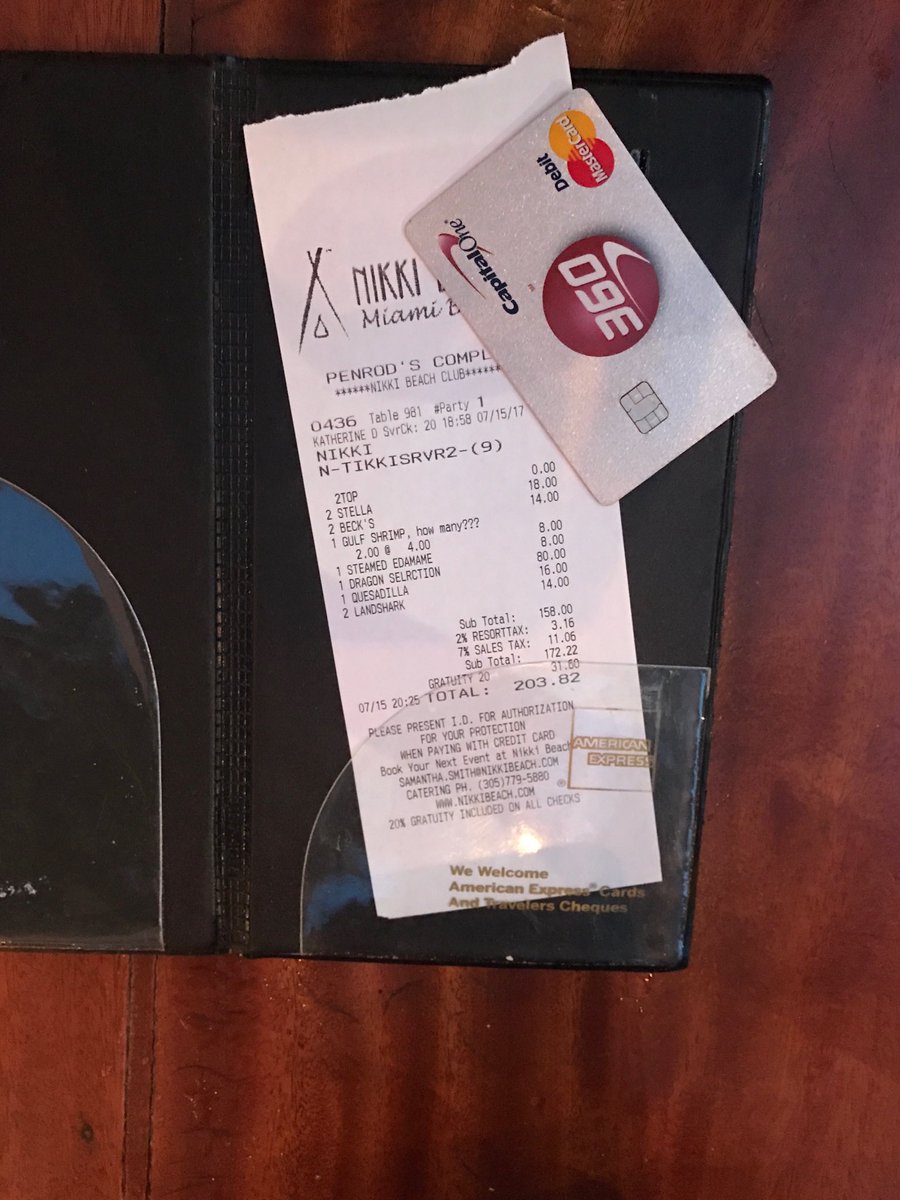 NIKKI
Miami B
PENROD'S COMPL
******NIKKI BEACH CLUB******
0436 Table 981 #Party 1
KATHERINE D SvrCk: 20 18:58 07/15/17
NIKKI
N-TIKKISRVR2-(9)
2TOP 0.00
2 STELLA 18.00
2 BECK'S 14.00
1 GULF SHRIMP, how many???
2.00 @ 4.00 8.00
1 STEAMED EDAMAME 8.00
1 DRAGON SELRCTION 80.00
1 QUESADILLA 16.00
2 LANDSHARK 14.00
Sub Total: 158.00
2% RESORTTAX: 3.16
7% SALES TAX: 11.06
Sub Total: 172.22
GRATUITY 20 31.60
07/15 20:25 TOTAL: 203.82
PLEASE PRESENT I.D. FOR AUTHORIZATION
FOR YOUR PROTECTION
WHEN PAYING WITH CREDIT CARD
Book Your Next Event at Nikki Beach
SAMANTHA.SMITH@NIKKIBEACH.COM
CATERING PH. (305)779-5880
WWW.NIKKIBEACH.COM
20% GRATUITY INCLUDED ON ALL CHECKS
Debit
MasterCard
CapitalOne®
360
AMERICAN
EXPRESS
®
We Welcome
American Express® Cards
And Travelers Cheques